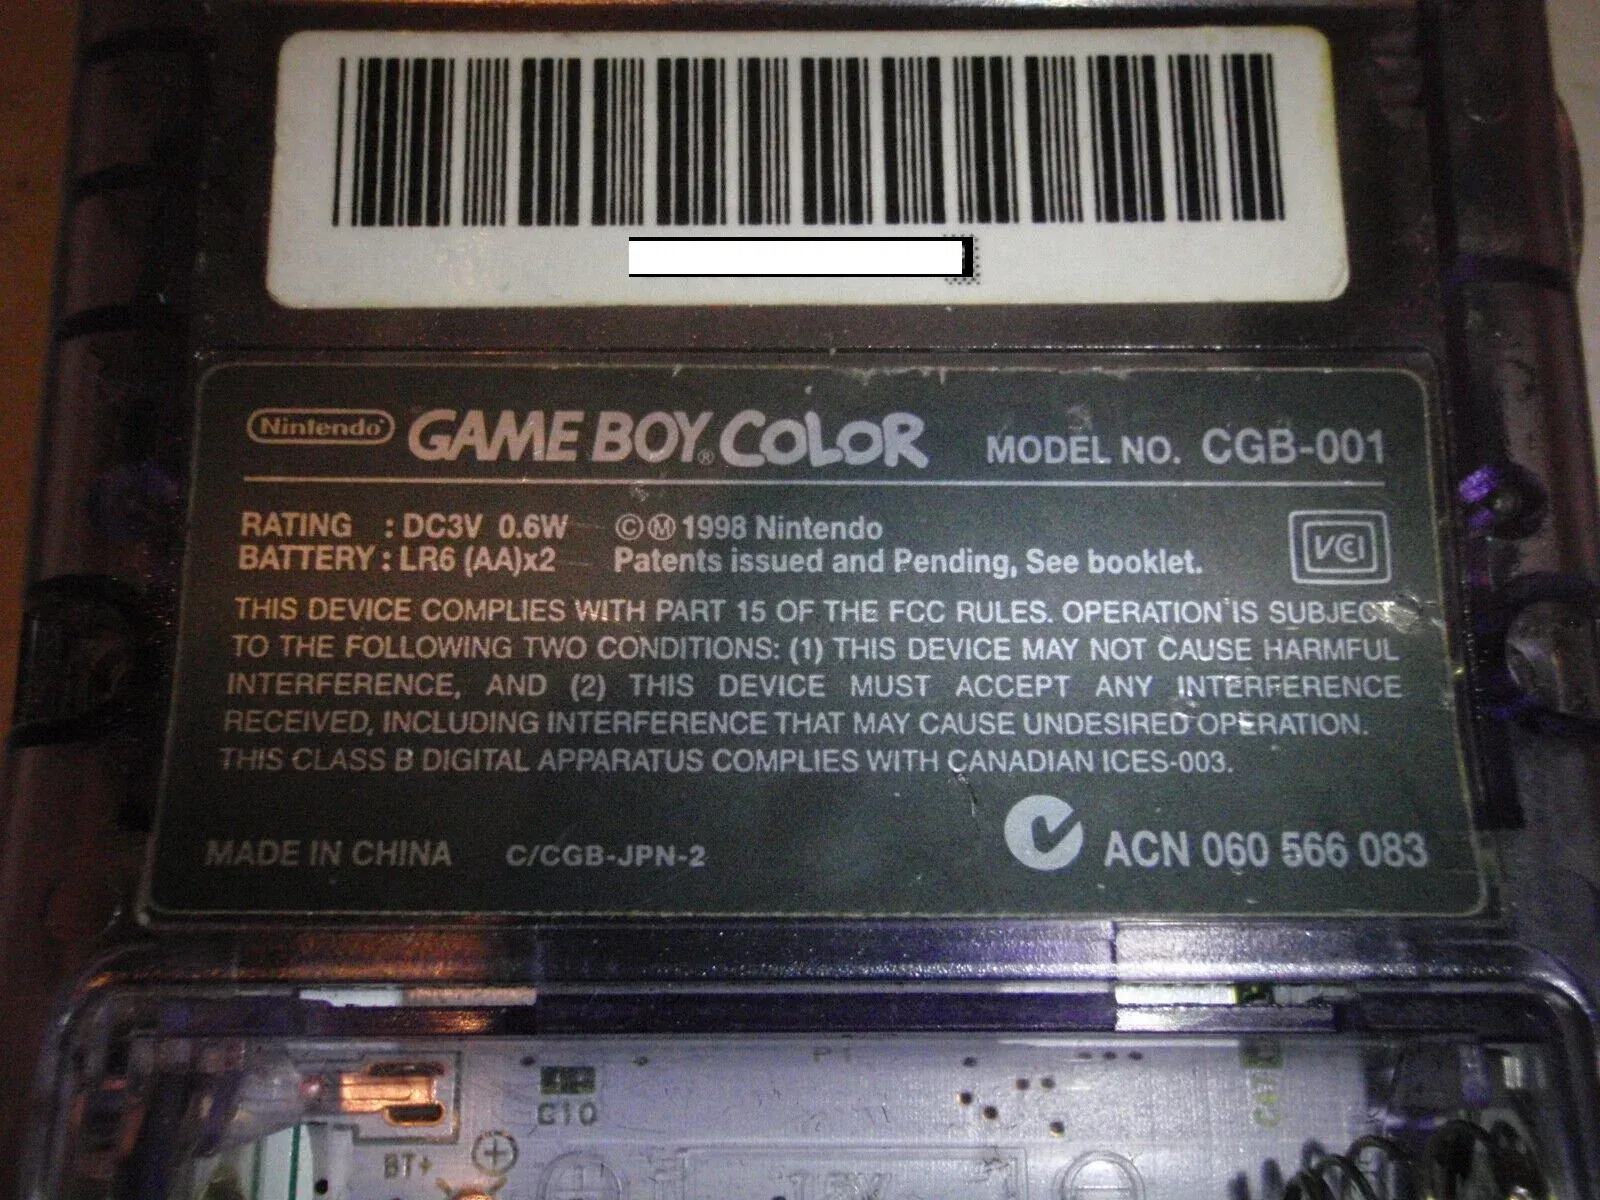 Nintendo® GAME BOY® COLOR MODEL NO. CGB-001
RATING : DC3V 0.6W ©Ⓜ 1998 Nintendo
BATTERY : LR6 (AA)x2 Patents issued and Pending, See booklet.
VCI
THIS DEVICE COMPLIES WITH PART 15 OF THE FCC RULES. OPERATION IS SUBJECT
TO THE FOLLOWING TWO CONDITIONS: (1) THIS DEVICE MAY NOT CAUSE HARMFUL
INTERFERENCE, AND (2) THIS DEVICE MUST ACCEPT ANY INTERFERENCE
RECEIVED, INCLUDING INTERFERENCE THAT MAY CAUSE UNDESIRED OPERATION.
THIS CLASS B DIGITAL APPARATUS COMPLIES WITH CANADIAN ICES-003.
MADE IN CHINA C/CGB-JPN-2 ACN 060 566 083
P1
C10
BT+
1.5V